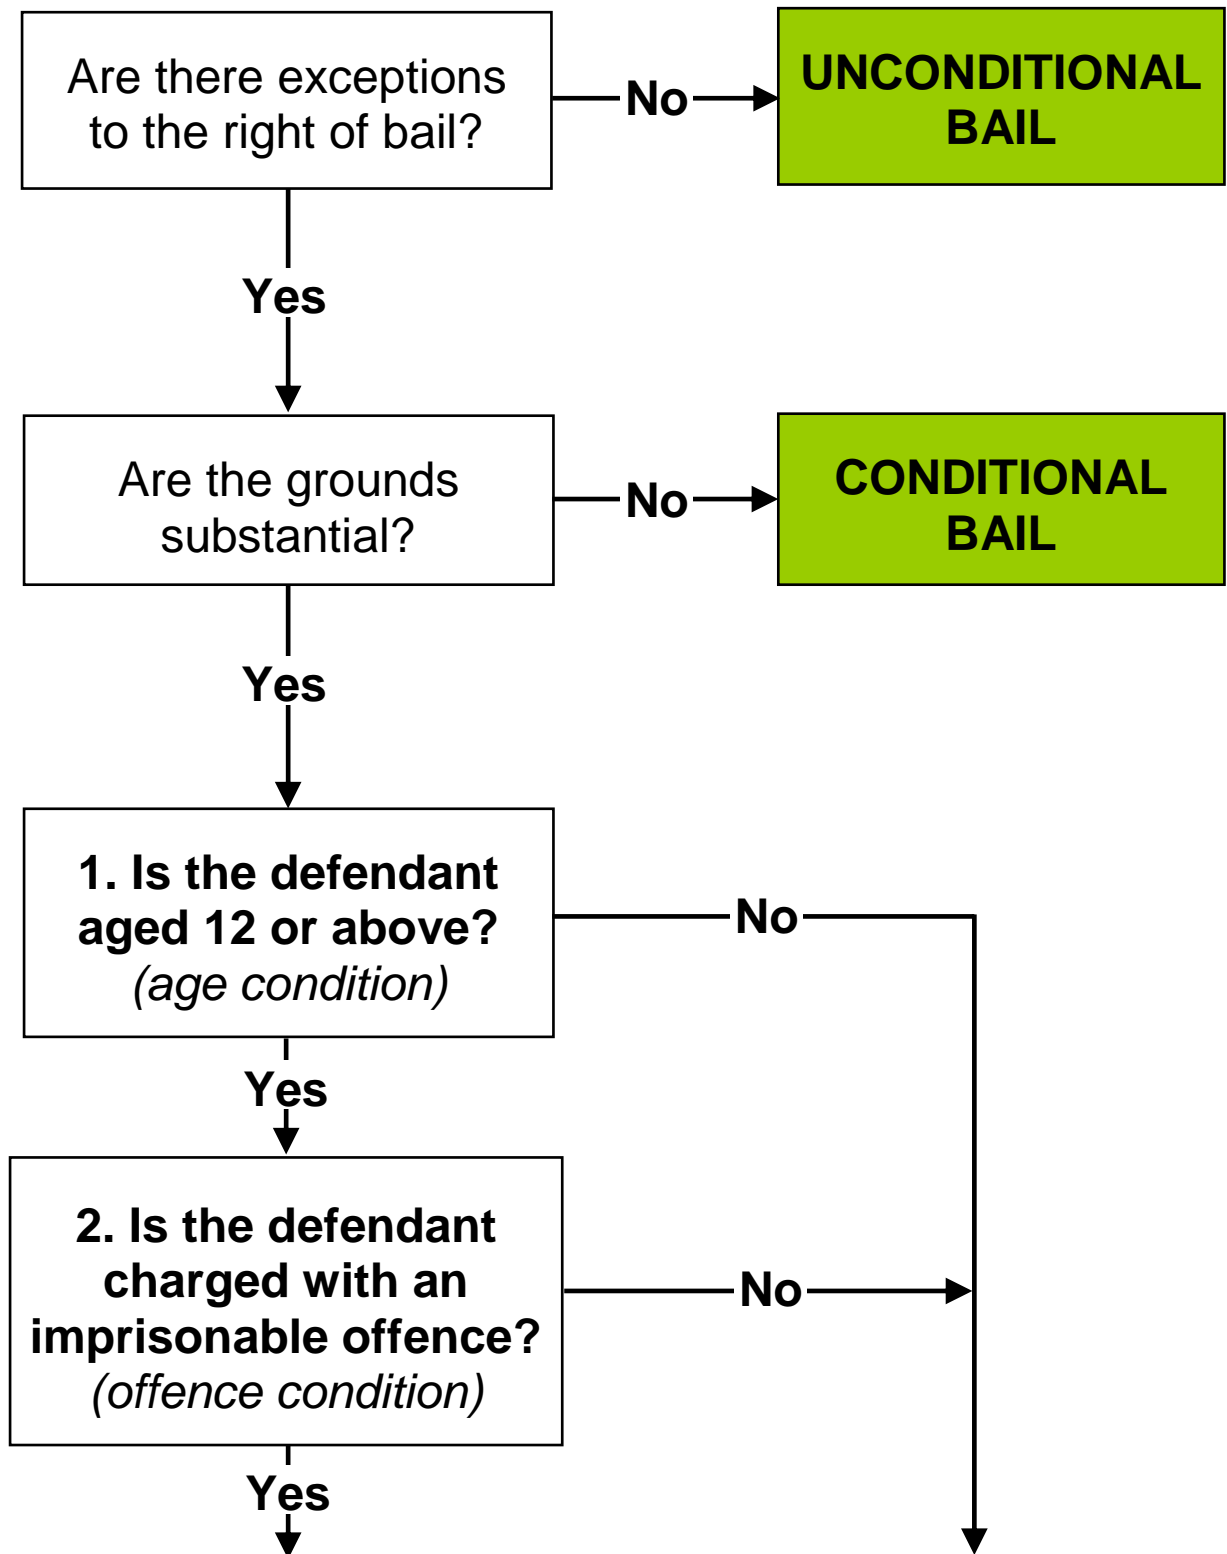 Are there exceptions
to the right of bail?
No
UNCONDITIONAL
BAIL
Yes
Are the grounds
substantial?
No
CONDITIONAL
BAIL
Yes
1. Is the defendant
aged 12 or above?
(age condition)
No
Yes
2. Is the defendant
charged with an
imprisonable offence?
(offence condition)
No
Yes